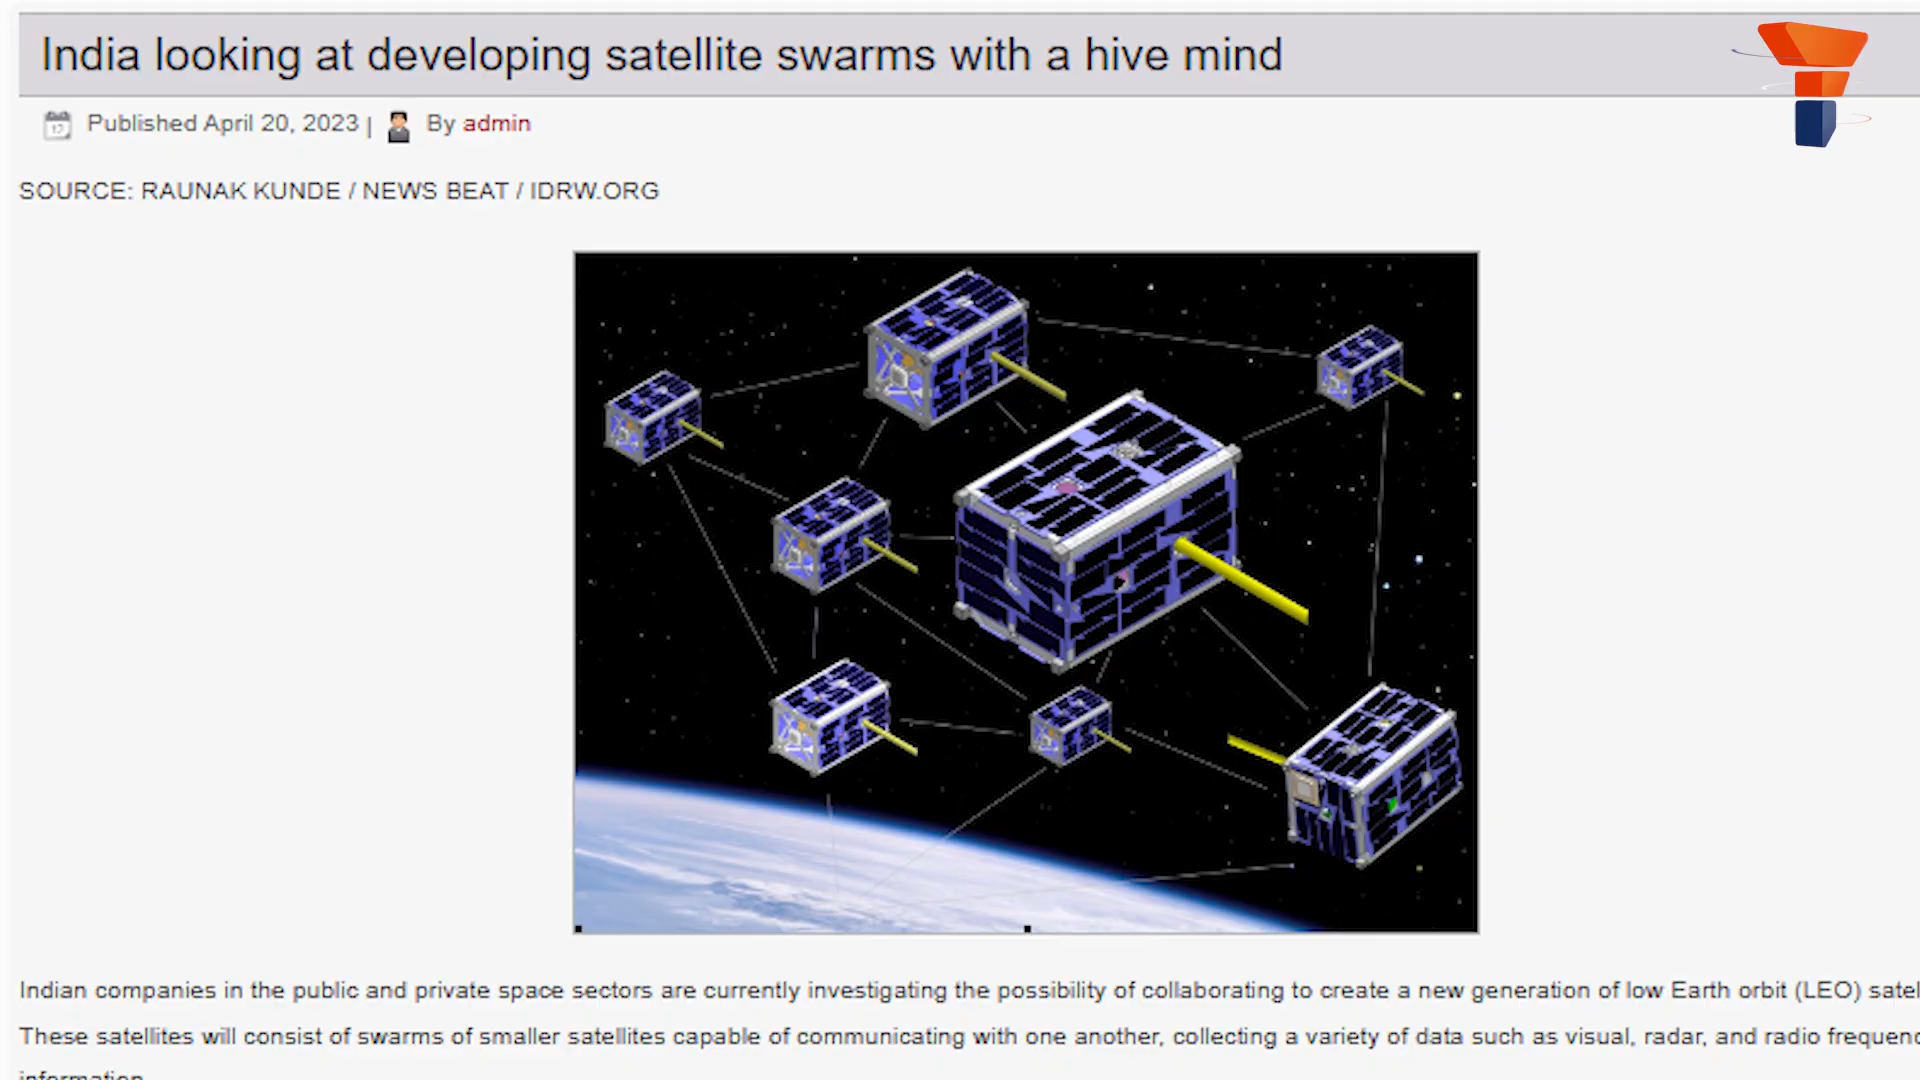 India looking at developing satellite swarms with a hive mind
Published April 20, 2023 | By admin
SOURCE: RAUNAK KUNDE / NEWS BEAT / IDRW.ORG
Indian companies in the public and private space sectors are currently investigating the possibility of collaborating to create a new generation of low Earth orbit (LEO)
These satellites will consist of swarms of smaller satellites capable of communicating with one another, collecting a variety of data such as visual, radar, and radio
information